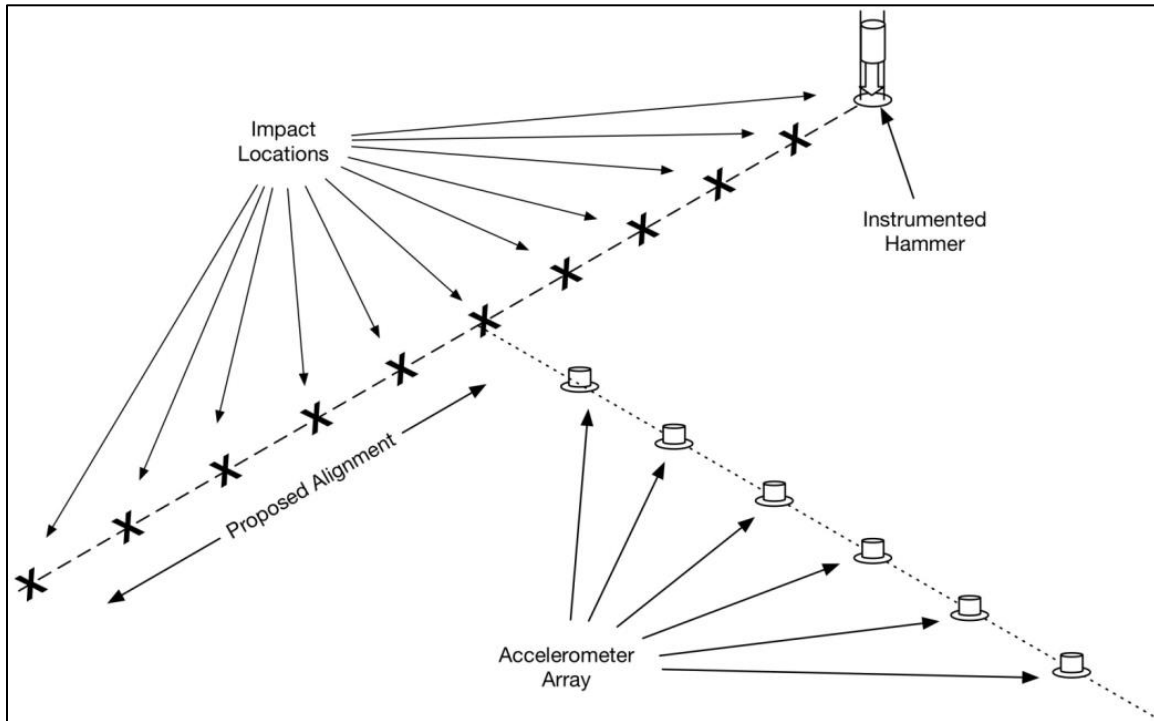 Impact
Locations
Instrumented
Hammer
Proposed Alignment
Accelerometer
Array